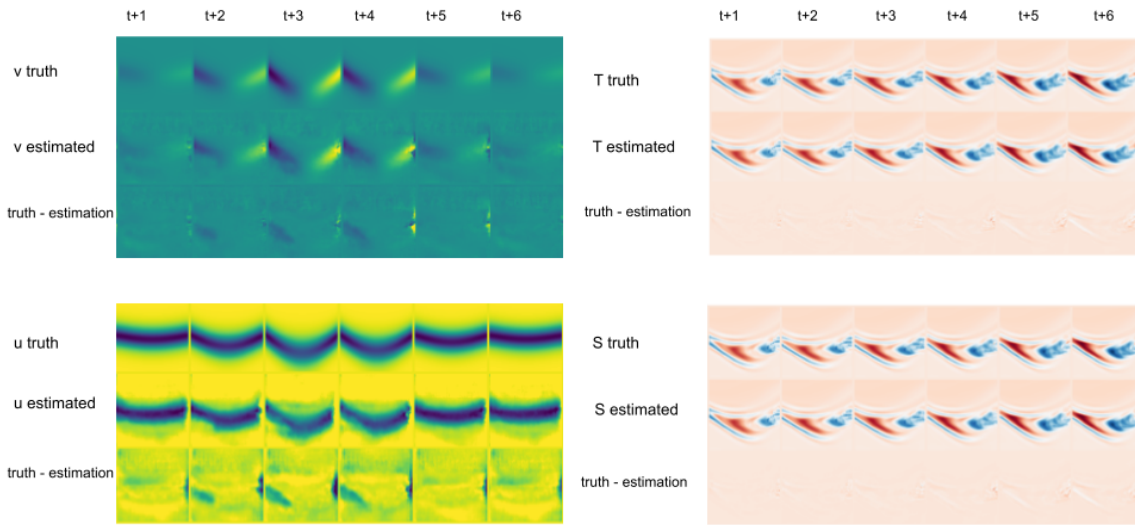 t+1 t+2 t+3 t+4 t+5 t+6
v truth
v estimated
truth - estimation
t+1 t+2 t+3 t+4 t+5 t+6
T truth
T estimated
truth - estimation
u truth
u estimated
truth - estimation
S truth
S estimated
truth - estimation